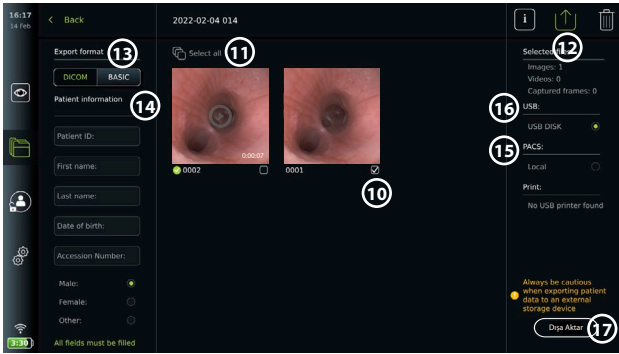 16:17
14 Feb
Back
2022-02-04 014
i
Export format
13
DICOM
BASIC
Patient information
14
Patient ID:
First name:
Last name:
Date of birth:
Accession Number:
Male:
Female:
Other:
All fields must be filled
3:30
Select all
11
0:00:07
0002
0001
10
12
Selected files
Images: 1
Videos: 0
Captured frames: 0
16
USB:
USB DISK
15
PACS:
Local
Print:
No USB printer found
Always be cautious
when exporting patient
data to an external
storage device
Dışa Aktar
17